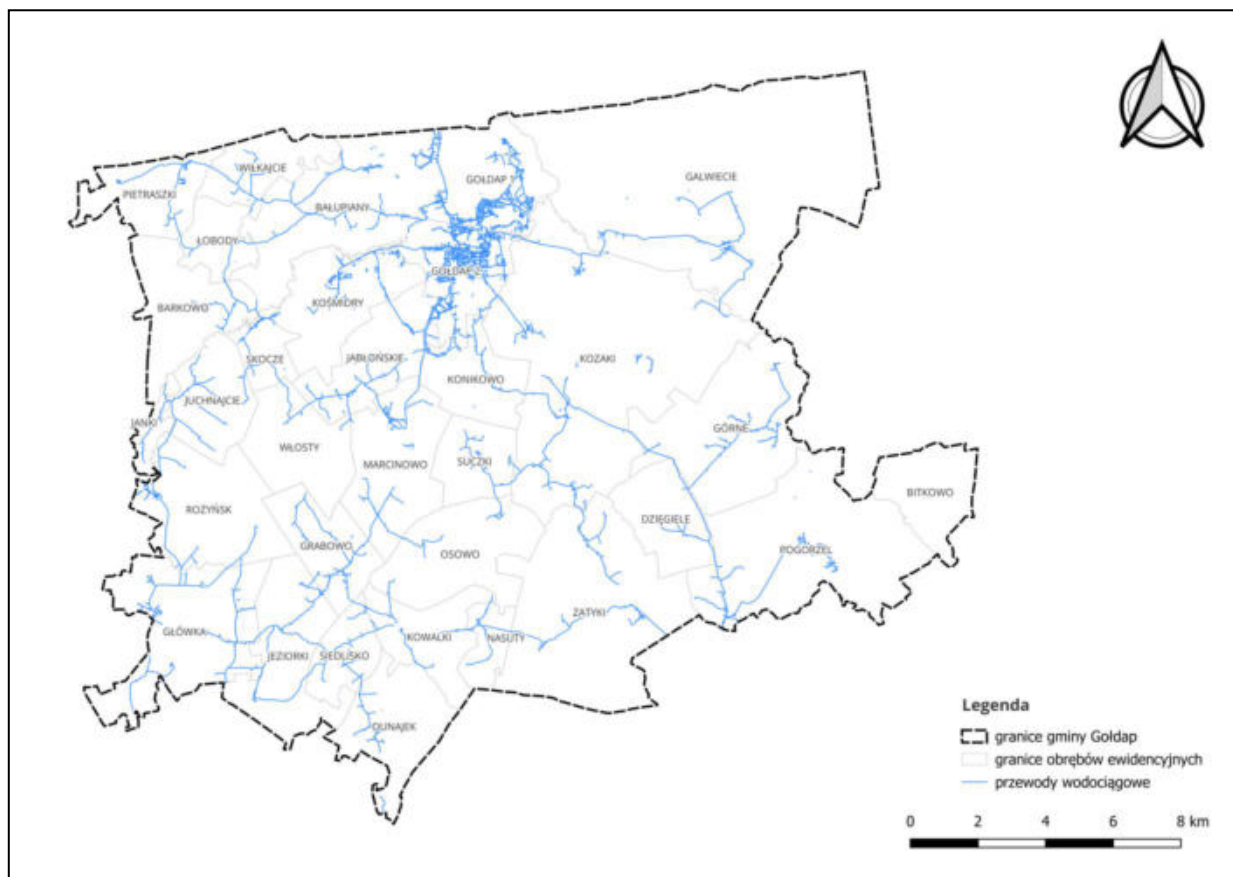 WIŁKAJCIE
GOŁDAP 1
GALWIECIE
PIETRASZKI
BAŁUPIANY
ŁOBODY
GOŁDAP 2
BARKOWO
KOŚMIDRY
SKOCZE
JABŁOŃSKIE
KOZAKI
KONIKOWO
JUCHNAJCIE
JANKI
GÓRNE
WŁOSTY
MARCINOWO
SUCZKI
BITKOWO
ROŻYŃSK
DZIĘGIELE
GRABOWO
OSOWO
POGORZEL
ZATYKI
GŁÓWKA
KOWALKI
NASUTY
JEZIORKI
SIEDLISKO
DUNAJEK
Legenda
granice gminy Gołdap
granice obrębów ewidencyjnych
przewody wodociągowe
0 2 4 6 8 km